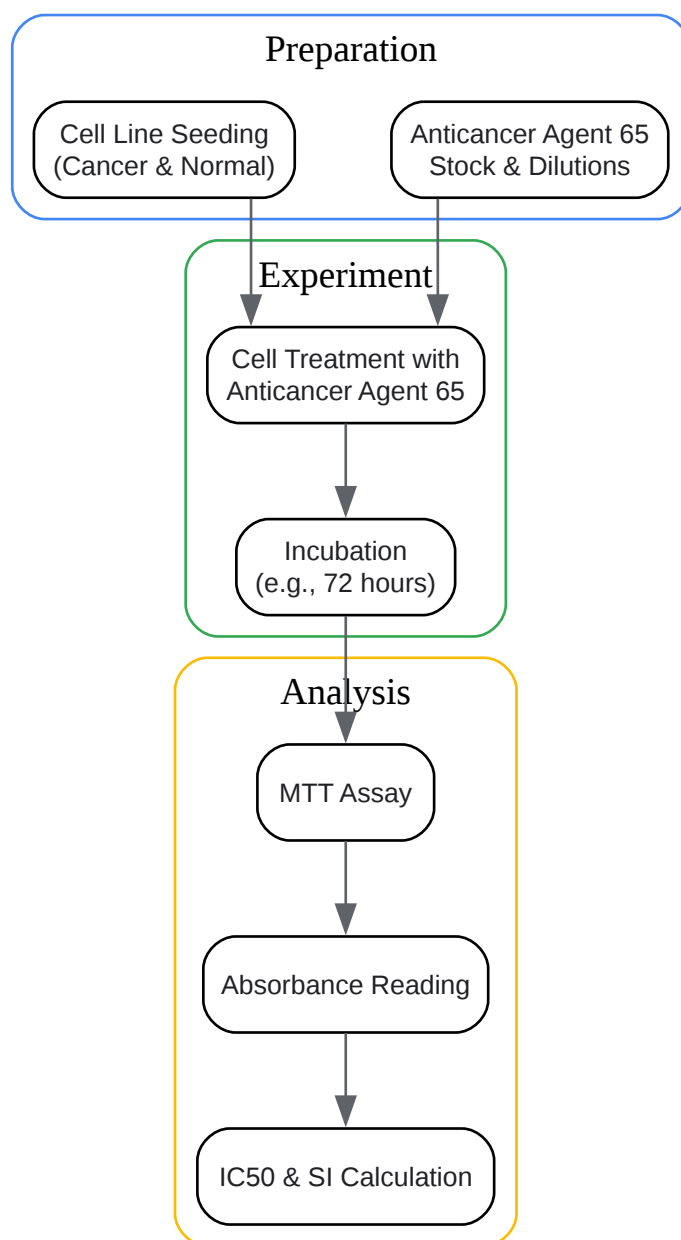 Preparation
Cell Line Seeding
(Cancer & Normal)
Anticancer Agent 65
Stock & Dilutions
Experiment
Cell Treatment with
Anticancer Agent 65
Incubation
(e.g., 72 hours)
Analysis
MTT Assay
Absorbance Reading
IC50 & SI Calculation